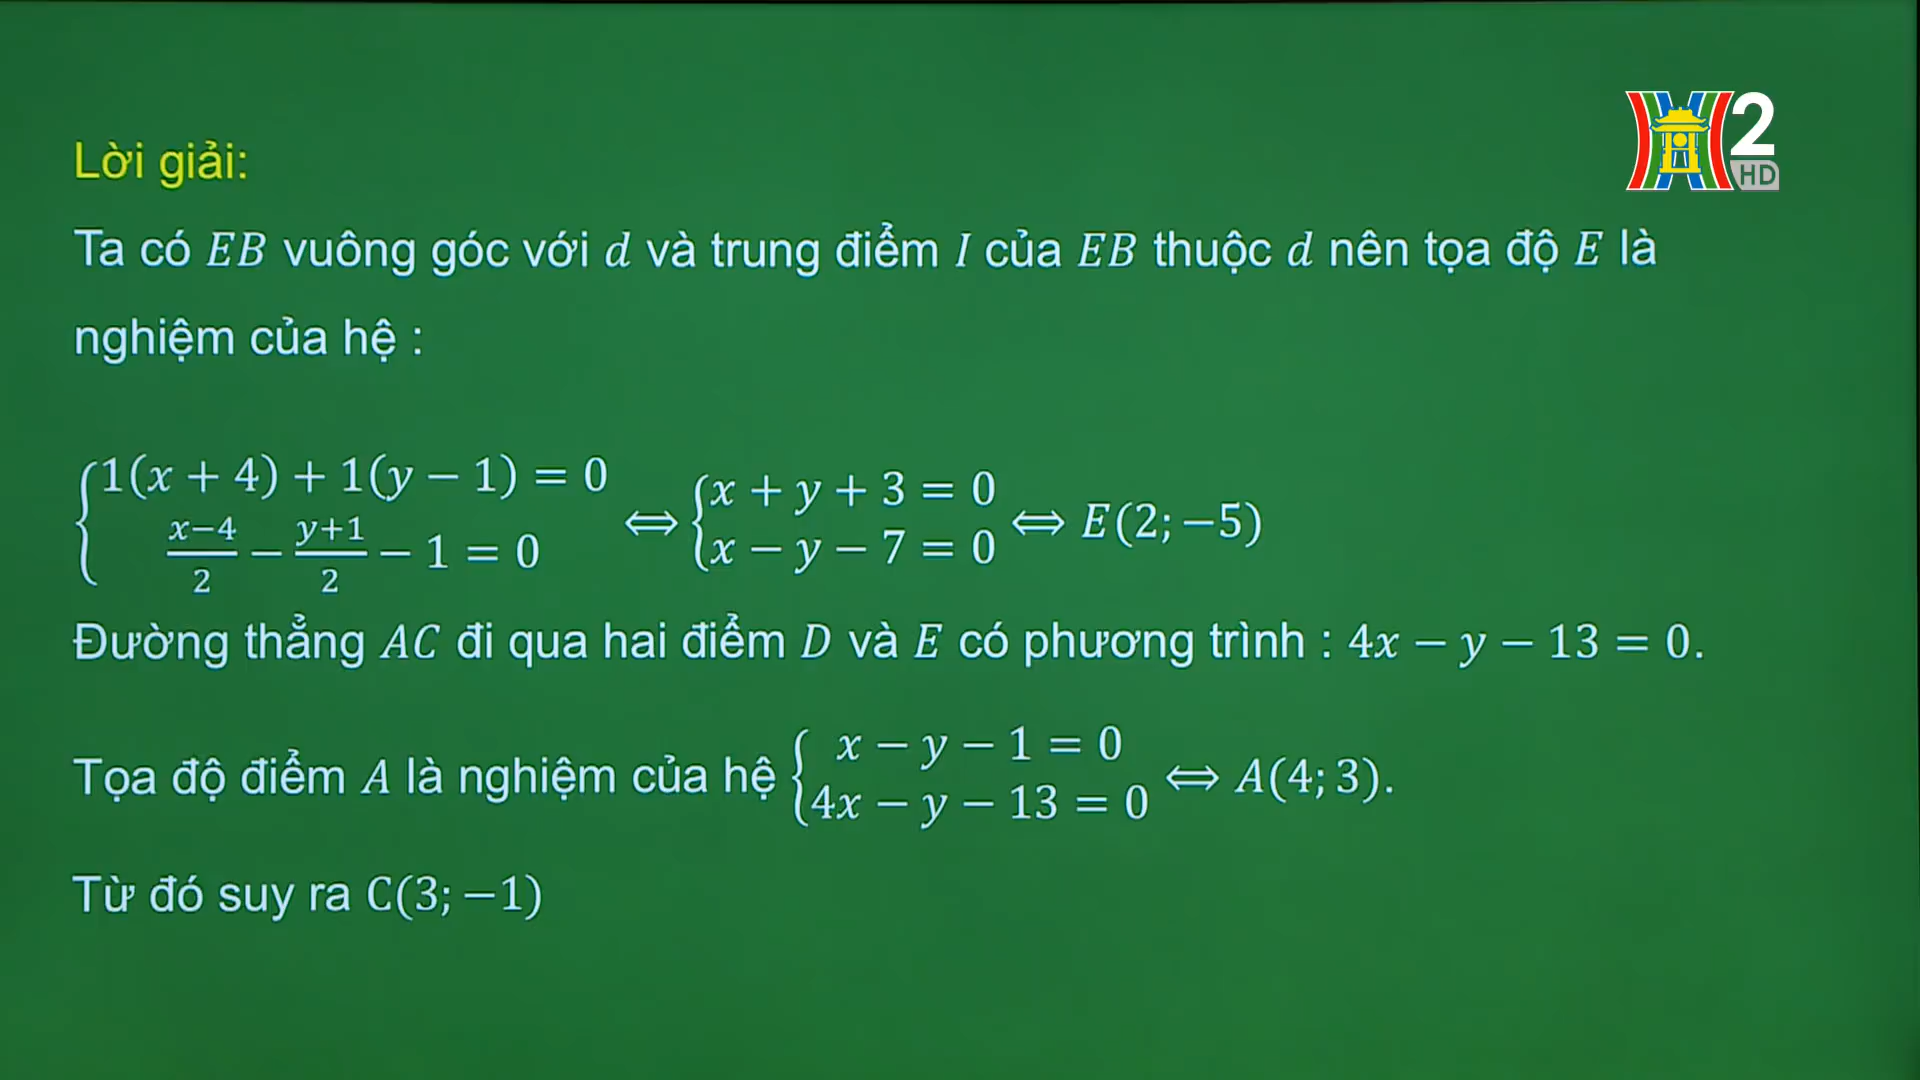 2
HD
Lời giải:
Ta có EB vuông góc với d và trung điểm I của EB thuộc d nên tọa độ E là
nghiệm của hệ :
{1(x + 4) + 1(y − 1) = 0; (x−4)/2 − (y+1)/2 − 1 = 0 ⟺ {x + y + 3 = 0; x − y − 7 = 0 ⟺ E(2; −5)
Đường thẳng AC đi qua hai điểm D và E có phương trình : 4x − y − 13 = 0.
Tọa độ điểm A là nghiệm của hệ {x − y − 1 = 0; 4x − y − 13 = 0 ⟺ A(4; 3).
Từ đó suy ra C(3; −1)